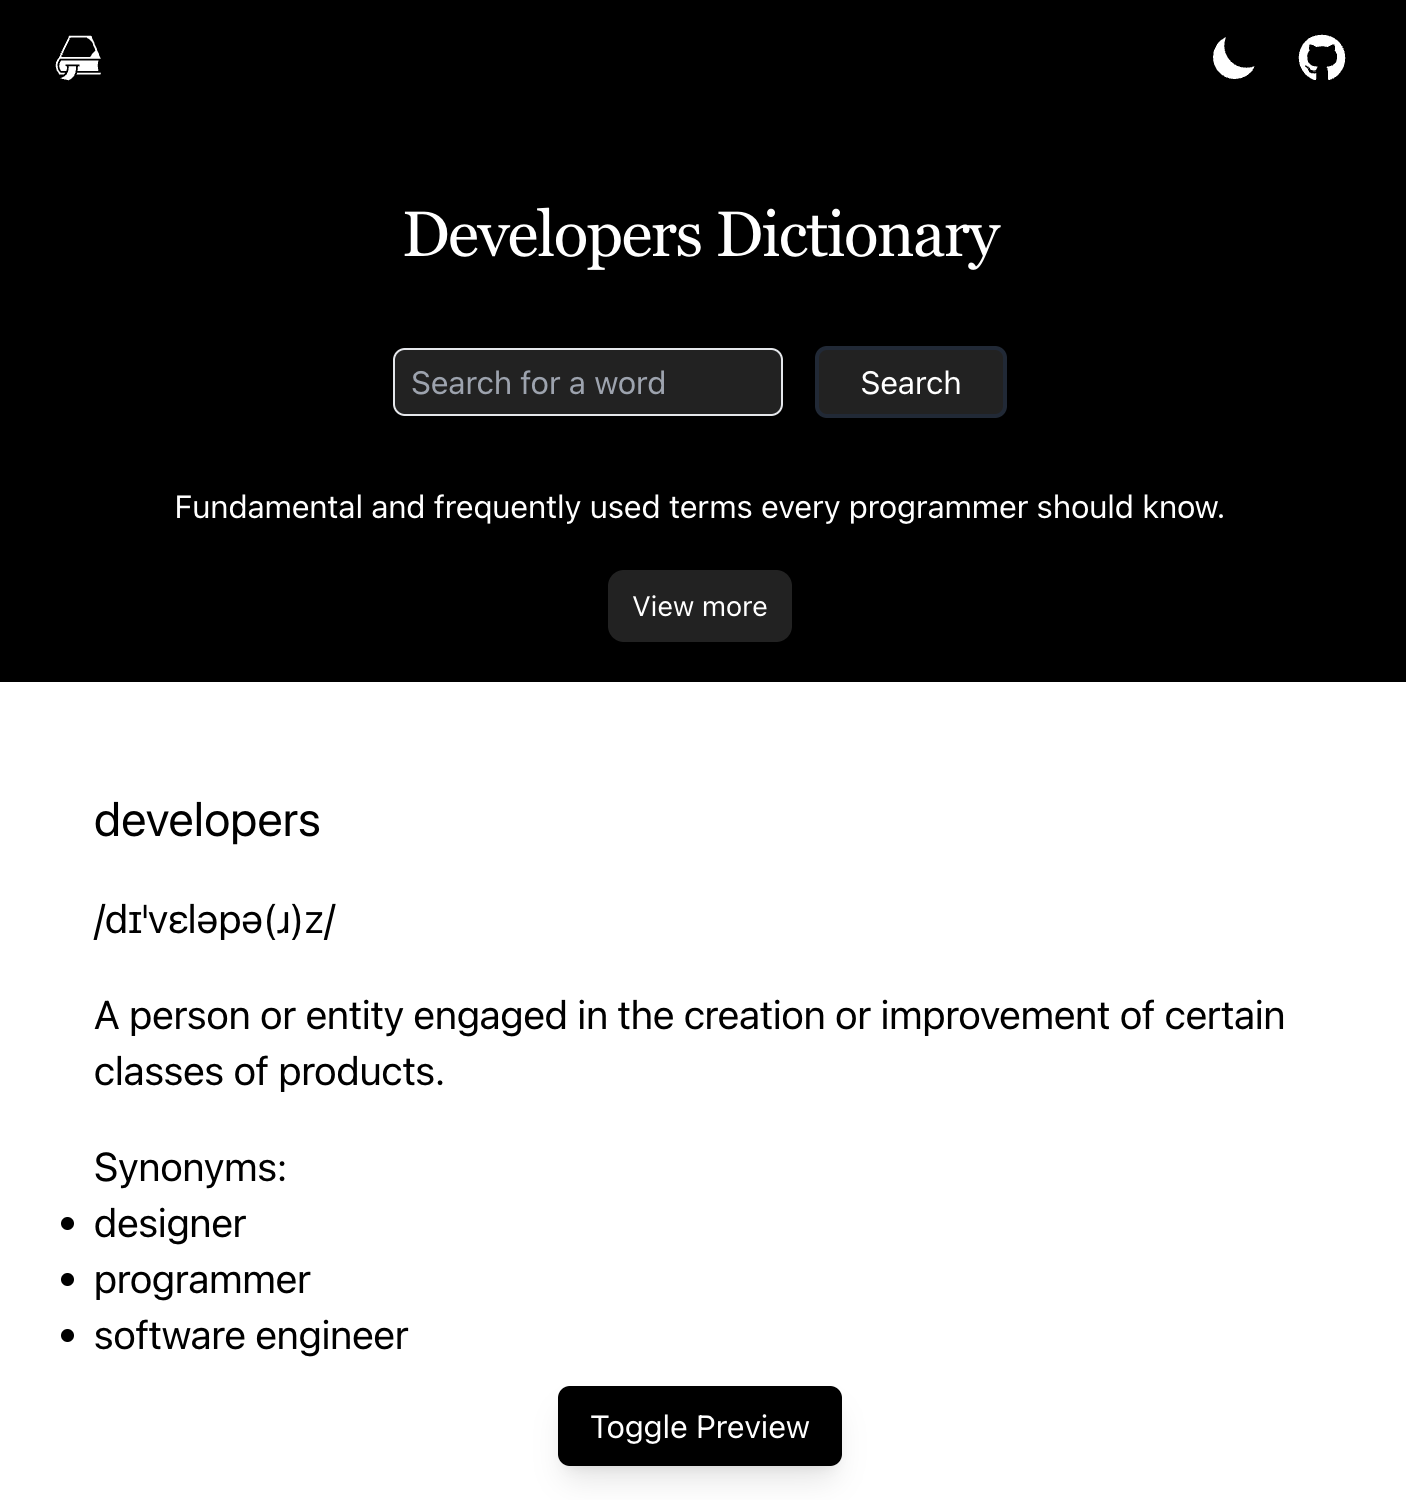 Developers Dictionary
Search for a word
Search
Fundamental and frequently used terms every programmer should know.
View more
developers
/dɪˈvɛləpə(ɹ)z/
A person or entity engaged in the creation or improvement of certain
classes of products.
Synonyms:
• designer
• programmer
• software engineer
Toggle Preview